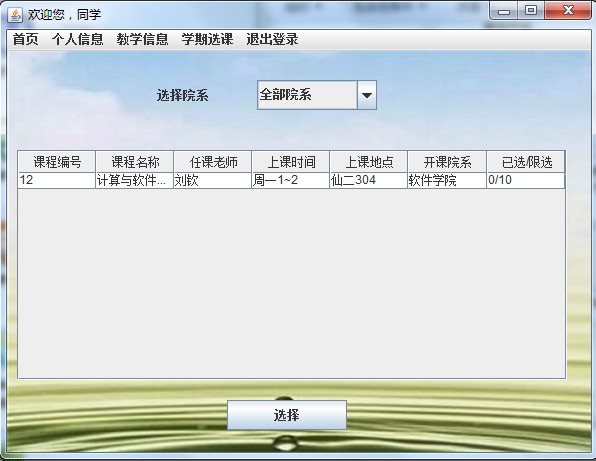 欢迎您，同学
首页 个人信息 教学信息 学期选课 退出登录
选择院系 全部院系
课程编号 课程名称 任课老师 上课时间 上课地点 开课院系 已选/限选
12 计算与软件... 刘钦 周一1~2 仙二304 软件学院 0/10
选择